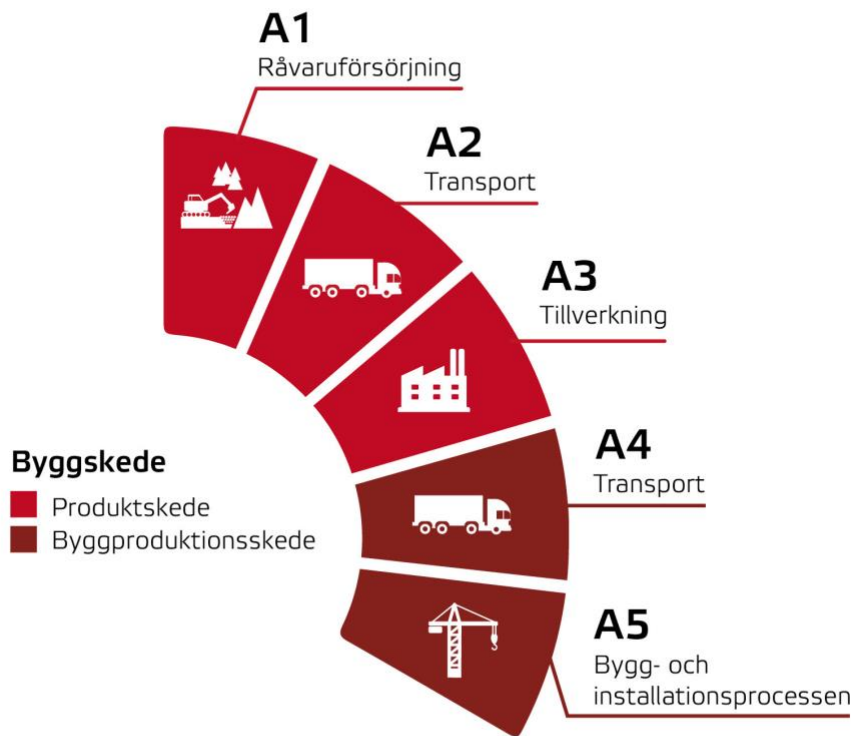 A1
Råvaruförsörjning
A2
Transport
A3
Tillverkning
A4
Transport
A5
Bygg- och
installationsprocessen
Byggskede
Produktskede
Byggproduktionsskede